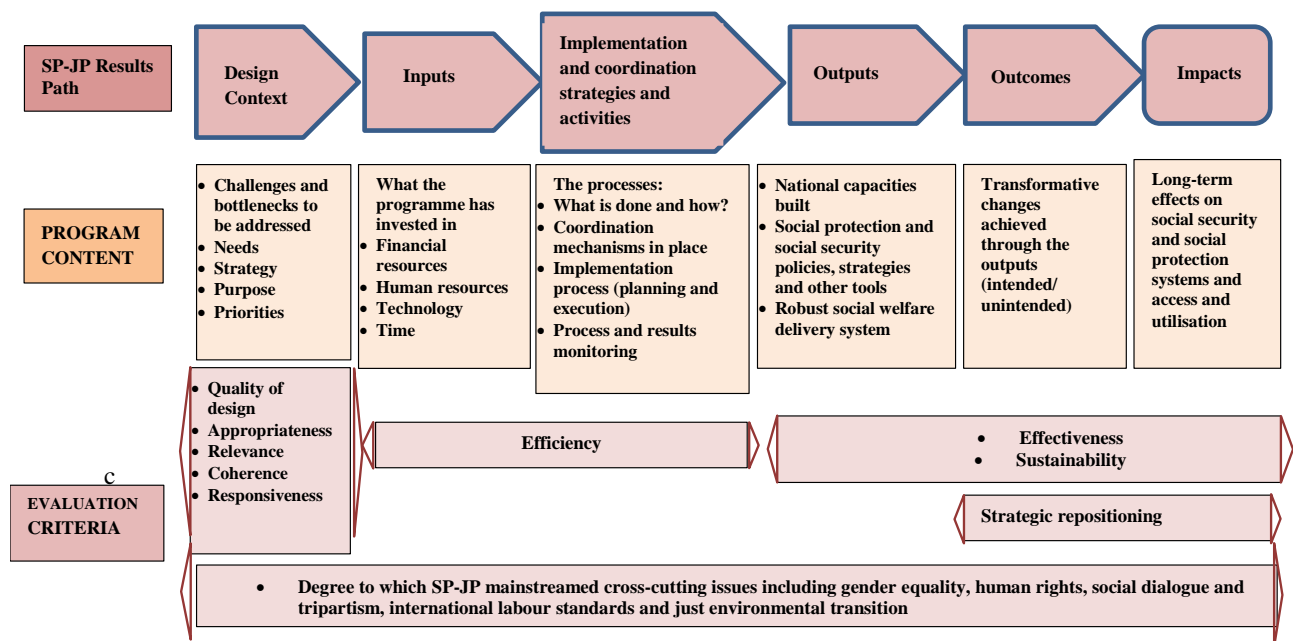 SP-JP Results
Path
Design
Context
Inputs
Implementation
and coordination
strategies and
activities
Outputs
Outcomes
Impacts
PROGRAM
CONTENT
• Challenges and
bottlenecks to
be addressed
• Needs
• Strategy
• Purpose
• Priorities
What the
programme has
invested in
• Financial
resources
• Human resources
• Technology
• Time
The processes:
• What is done and how?
• Coordination
mechanisms in place
• Implementation
process (planning and
execution)
• Process and results
monitoring
• National capacities
built
• Social protection and
social security
policies, strategies
and other tools
• Robust social welfare
delivery system
Transformative
changes
achieved
through the
outputs
(intended/
unintended)
Long-term
effects on
social security
and social
protection
systems and
access and
utilisation
c
EVALUATION
CRITERIA
• Quality of
design
• Appropriateness
• Relevance
• Coherence
• Responsiveness
Efficiency
• Effectiveness
• Sustainability
Strategic repositioning
• Degree to which SP-JP mainstreamed cross-cutting issues including gender equality, human rights, social dialogue and
tripartism, international labour standards and just environmental transition